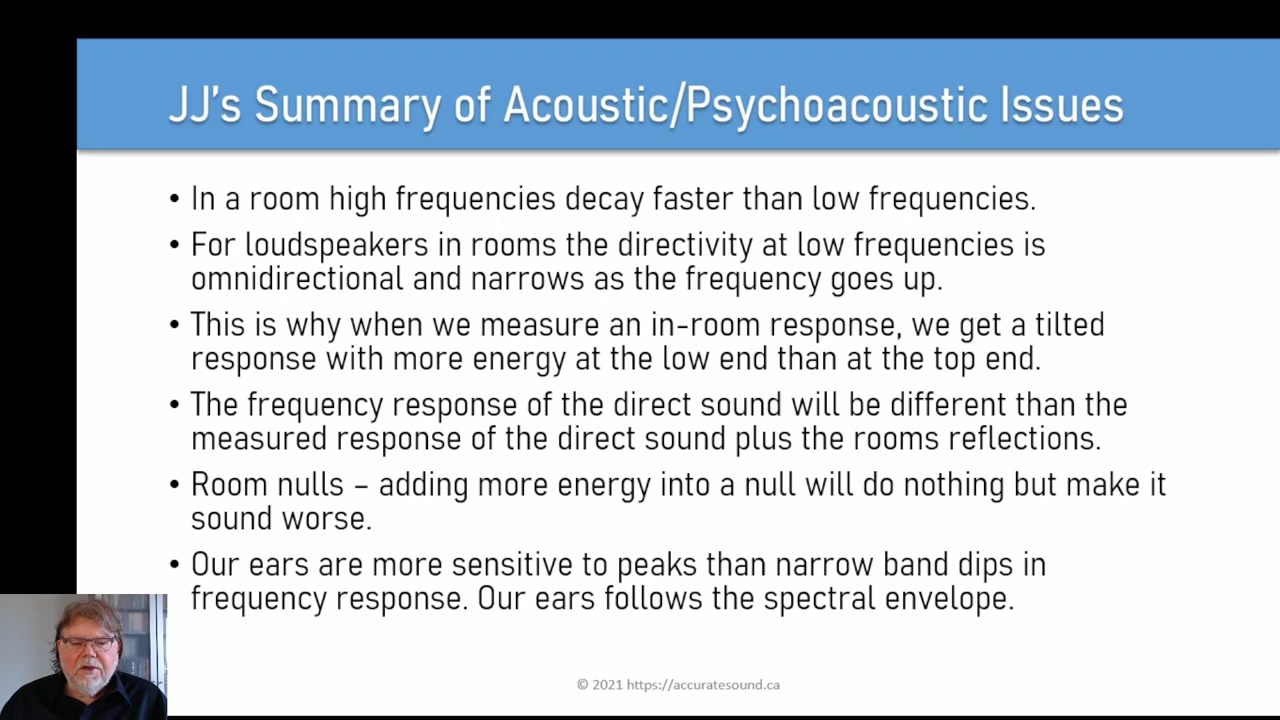 JJ's Summary of Acoustic/Psychoacoustic Issues
• In a room high frequencies decay faster than low frequencies.
• For loudspeakers in rooms the directivity at low frequencies is
omnidirectional and narrows as the frequency goes up.
• This is why when we measure an in-room response, we get a tilted
response with more energy at the low end than at the top end.
• The frequency response of the direct sound will be different than the
measured response of the direct sound plus the rooms reflections.
• Room nulls – adding more energy into a null will do nothing but make it
sound worse.
• Our ears are more sensitive to peaks than narrow band dips in
frequency response. Our ears follows the spectral envelope.
© 2021 https://accuratesound.ca